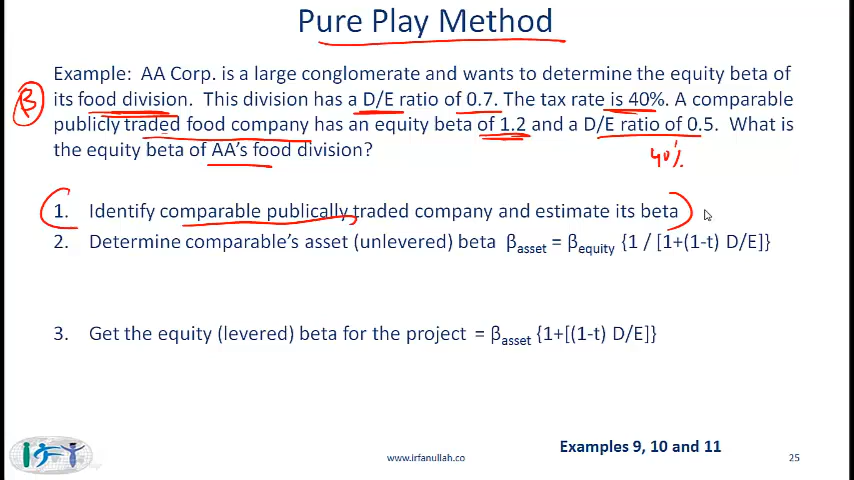 Pure Play Method
Example: AA Corp. is a large conglomerate and wants to determine the equity beta of
its food division. This division has a D/E ratio of 0.7. The tax rate is 40%. A comparable
publicly traded food company has an equity beta of 1.2 and a D/E ratio of 0.5. What is
the equity beta of AA's food division?
β
40%
1. Identify comparable publically traded company and estimate its beta
2. Determine comparable's asset (unlevered) beta βasset = βequity {1 / [1+(1-t) D/E]}
3. Get the equity (levered) beta for the project = βasset {1+[(1-t) D/E]}
Examples 9, 10 and 11
www.irfanullah.co
25